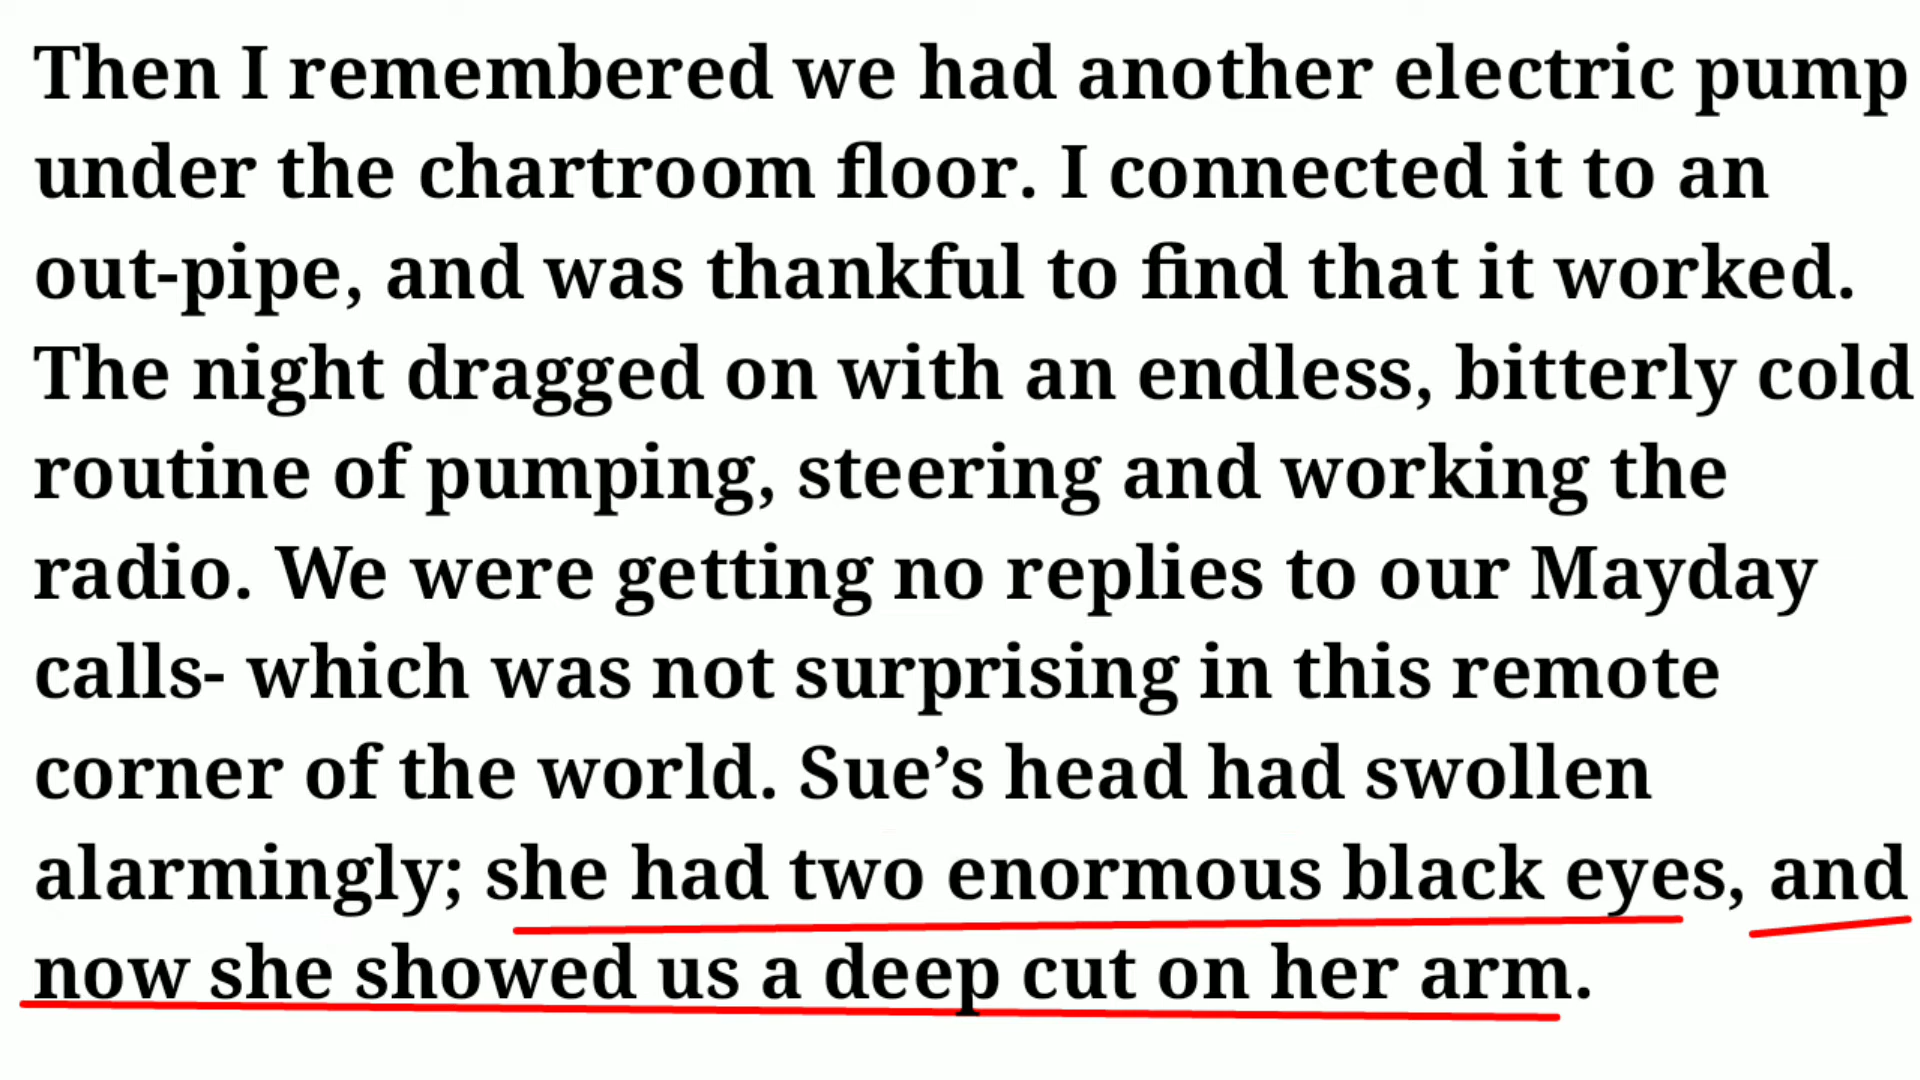 Then I remembered we had another electric pump
under the chartroom floor. I connected it to an
out-pipe, and was thankful to find that it worked.
The night dragged on with an endless, bitterly cold
routine of pumping, steering and working the
radio. We were getting no replies to our Mayday
calls- which was not surprising in this remote
corner of the world. Sue’s head had swollen
alarmingly; she had two enormous black eyes, and
now she showed us a deep cut on her arm.